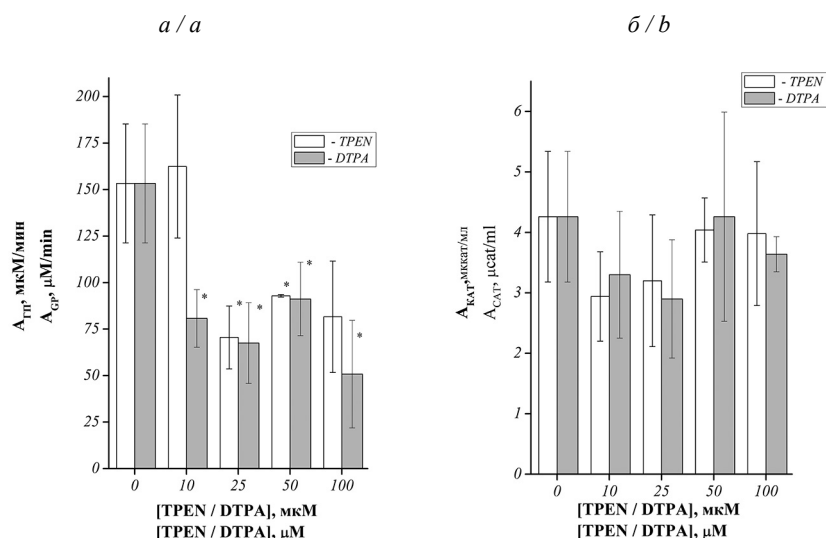 а / a
200
175
150
125
100
75
50
25
0
- TPEN
- DTPA
*
*
*
*
*
*
A_ГП, мкМ/мин
A_GP, µM/min
0 10 25 50 100
[TPEN / DTPA], мкМ
[TPEN / DTPA], µM
б / b
6
5
4
3
2
1
0
- TPEN
- DTPA
A_КАТ, мккат/мл
A_CAT, µcat/ml
0 10 25 50 100
[TPEN / DTPA], мкМ
[TPEN / DTPA], µM